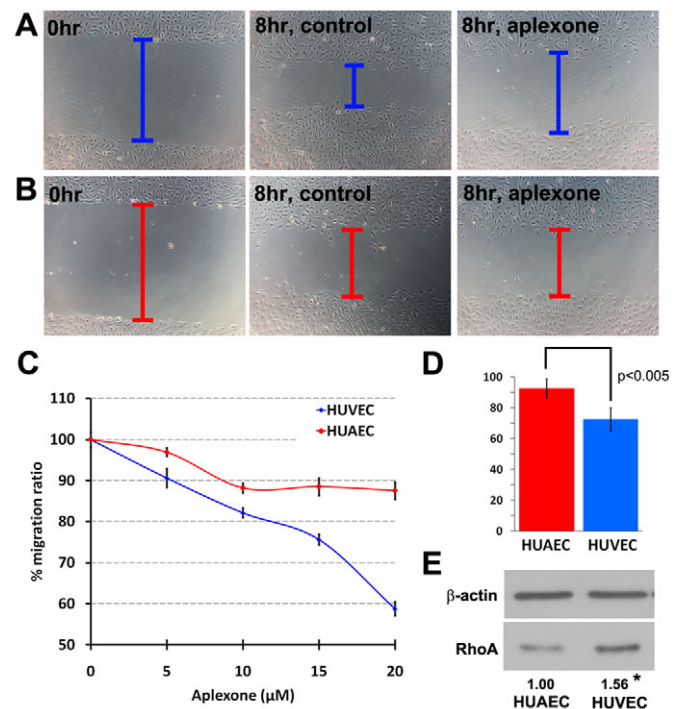 A
0hr
8hr, control
8hr, aplexone
B
0hr
8hr, control
8hr, aplexone
C
110
100
90
80
70
60
50
% migration ratio
HUVEC
HUAEC
0
5
10
15
20
Aplexone (μM)
D
p<0.005
100
90
80
60
40
20
0
HUAEC
HUVEC
E
β-actin
RhoA
1.00
1.56 *
HUAEC
HUVEC